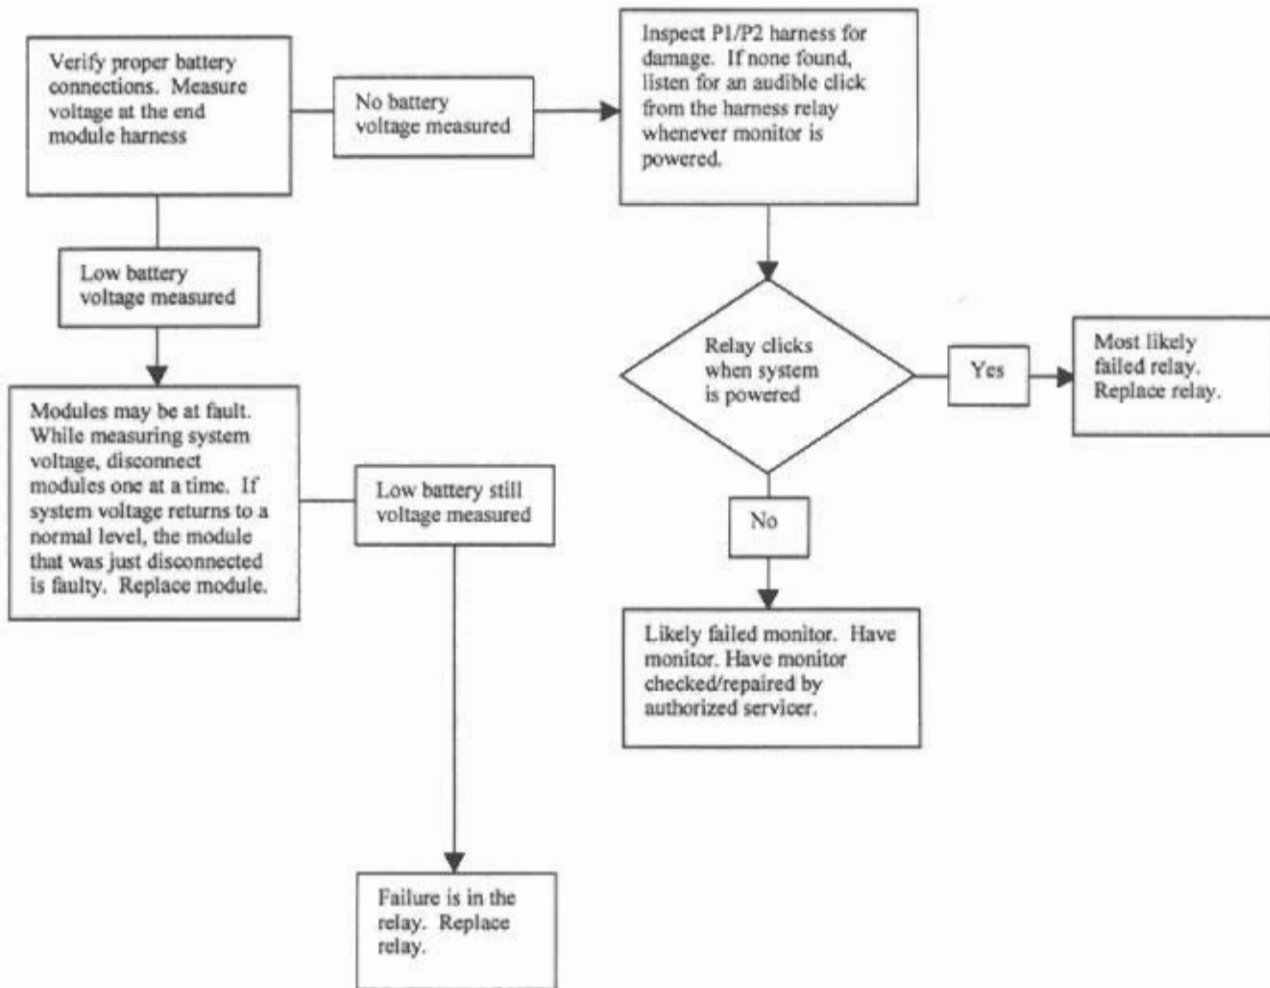 Verify proper battery
connections. Measure
voltage at the end
module harness
No battery
voltage measured
Inspect P1/P2 harness for
damage. If none found,
listen for an audible click
from the harness relay
whenever monitor is
powered.
Low battery
voltage measured
Relay clicks
when system
is powered
Yes
Most likely
failed relay.
Replace relay.
Modules may be at fault.
While measuring system
voltage, disconnect
modules one at a time. If
system voltage returns to a
normal level, the module
that was just disconnected
is faulty. Replace module.
Low battery still
voltage measured
No
Likely failed monitor. Have
monitor. Have monitor
checked/repaired by
authorized servicer.
Failure is in the
relay. Replace
relay.